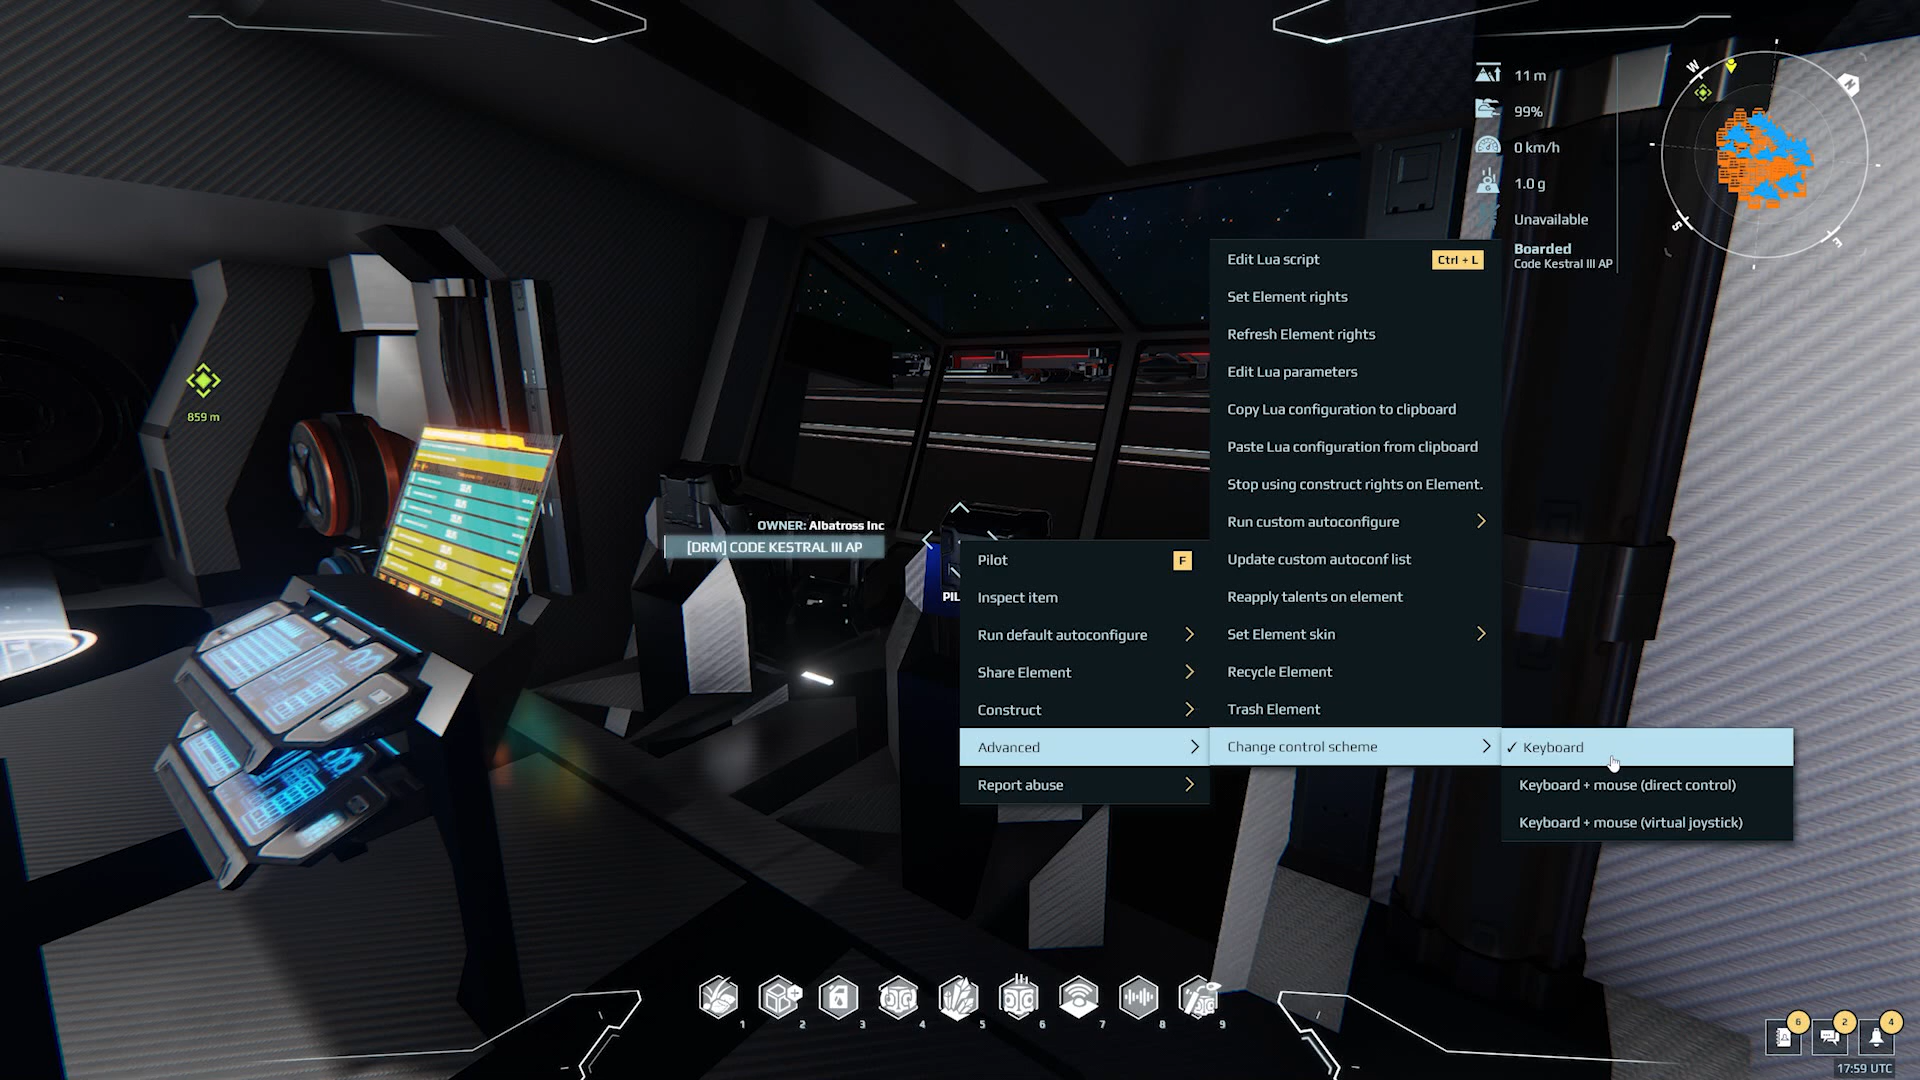 11 m
99%
0 km/h
1.0 g
Unavailable
Boarded
Code Kestral III AP
W
N
S
E
859 m
OWNER: Albatross Inc
[DRM] CODE KESTRAL III AP
PIL
Pilot F
Inspect item
Run default autoconfigure
Share Element
Construct
Advanced
Report abuse
Edit Lua script Ctrl + L
Set Element rights
Refresh Element rights
Edit Lua parameters
Copy Lua configuration to clipboard
Paste Lua configuration from clipboard
Stop using construct rights on Element.
Run custom autoconfigure
Update custom autoconf list
Reapply talents on element
Set Element skin
Recycle Element
Trash Element
Change control scheme
✓ Keyboard
Keyboard + mouse (direct control)
Keyboard + mouse (virtual joystick)
1 2 3 4 5 6 7 8 9
6 2 4
17:59 UTC